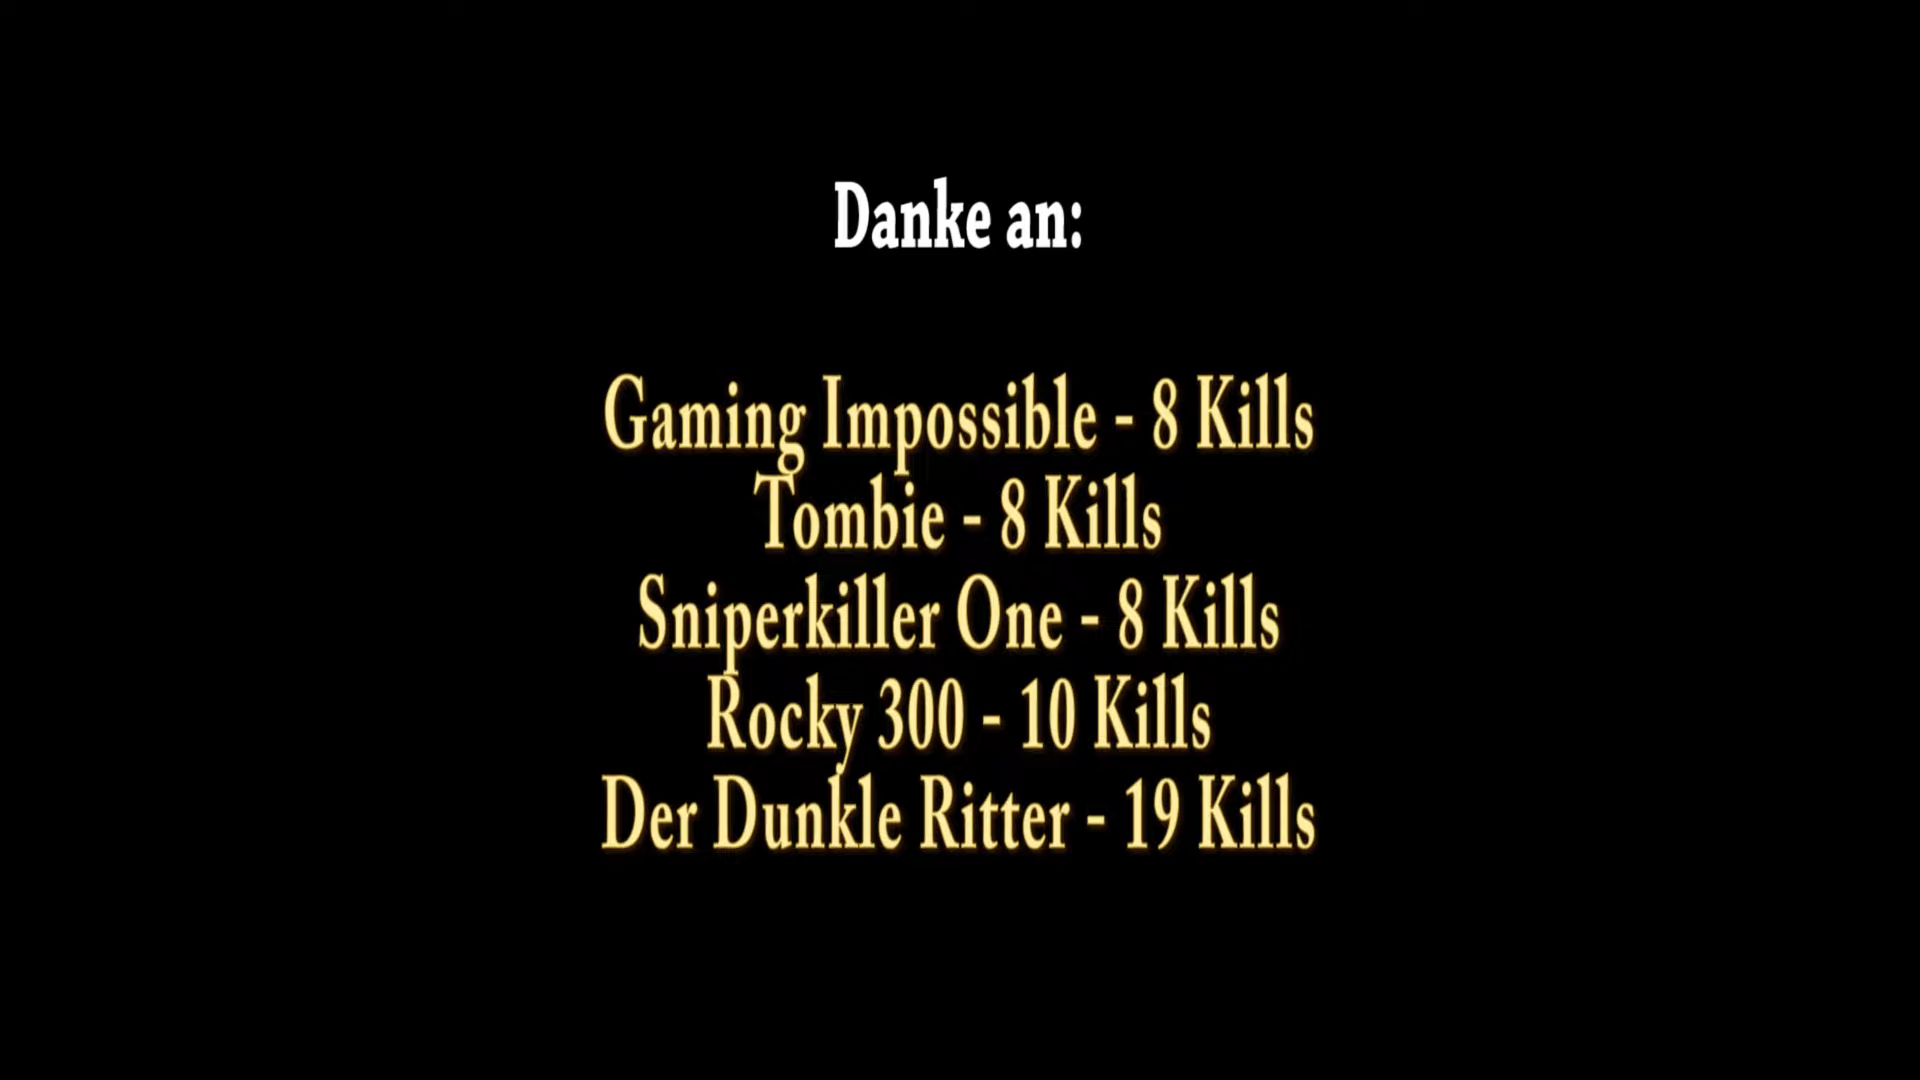 Danke an:
Gaming Impossible - 8 Kills
Tombie - 8 Kills
Sniperkiller One - 8 Kills
Rocky 300 - 10 Kills
Der Dunkle Ritter - 19 Kills